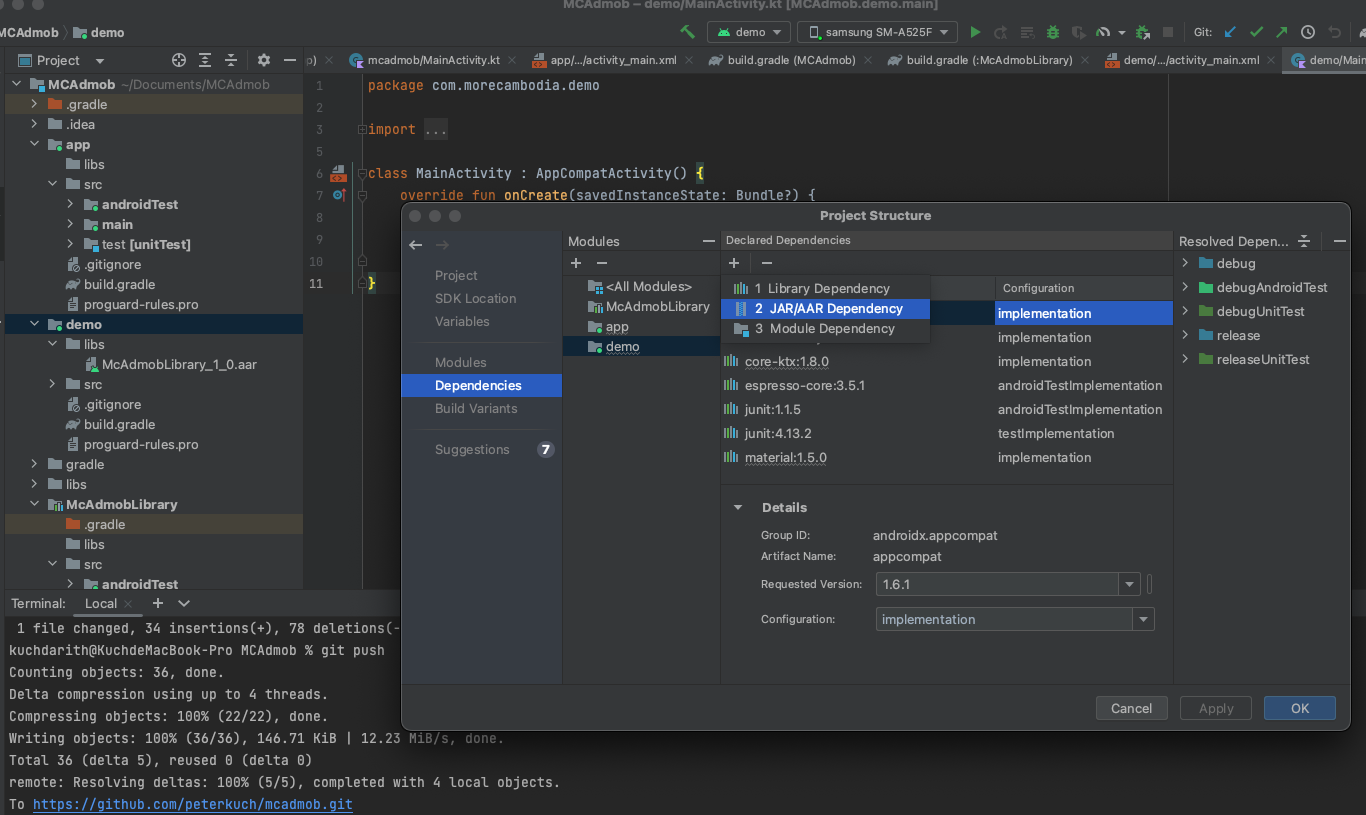 MCAdmob – demo/MainActivity.kt [MCAdmob.demo.main]
MCAdmob
demo
demo
samsung SM-A525F
Git:
Project
p)
mcadmob/MainActivity.kt
app/.../activity_main.xml
build.gradle (MCAdmob)
build.gradle (:McAdmobLibrary)
demo/.../activity_main.xml
demo/Main
MCAdmob ~/Documents/MCAdmob
.gradle
.idea
app
libs
src
androidTest
main
test [unitTest]
.gitignore
build.gradle
proguard-rules.pro
demo
libs
McAdmobLibrary_1_0.aar
src
.gitignore
build.gradle
proguard-rules.pro
gradle
libs
McAdmobLibrary
.gradle
libs
src
androidTest
1 package com.morecambodia.demo
2
3 import ...
5
6 class MainActivity : AppCompatActivity() {
7 override fun onCreate(savedInstanceState: Bundle?) {
8
9
10
11 }
Project Structure
Project
SDK Location
Variables
Modules
Dependencies
Build Variants
Suggestions 7
Modules
<All Modules>
McAdmobLibrary
app
demo
Declared Dependencies
1 Library Dependency
2 JAR/AAR Dependency
3 Module Dependency
Configuration
implementation
implementation
core-ktx:1.8.0 implementation
espresso-core:3.5.1 androidTestImplementation
junit:1.1.5 androidTestImplementation
junit:4.13.2 testImplementation
material:1.5.0 implementation
Details
Group ID: androidx.appcompat
Artifact Name: appcompat
Requested Version: 1.6.1
Configuration: implementation
Resolved Depen...
debug
debugAndroidTest
debugUnitTest
release
releaseUnitTest
Cancel
Apply
OK
Terminal: Local
1 file changed, 34 insertions(+), 78 deletions(-
kuchdarith@KuchdeMacBook-Pro MCAdmob % git push
Counting objects: 36, done.
Delta compression using up to 4 threads.
Compressing objects: 100% (22/22), done.
Writing objects: 100% (36/36), 146.71 KiB | 12.23 MiB/s, done.
Total 36 (delta 5), reused 0 (delta 0)
remote: Resolving deltas: 100% (5/5), completed with 4 local objects.
To https://github.com/peterkuch/mcadmob.git